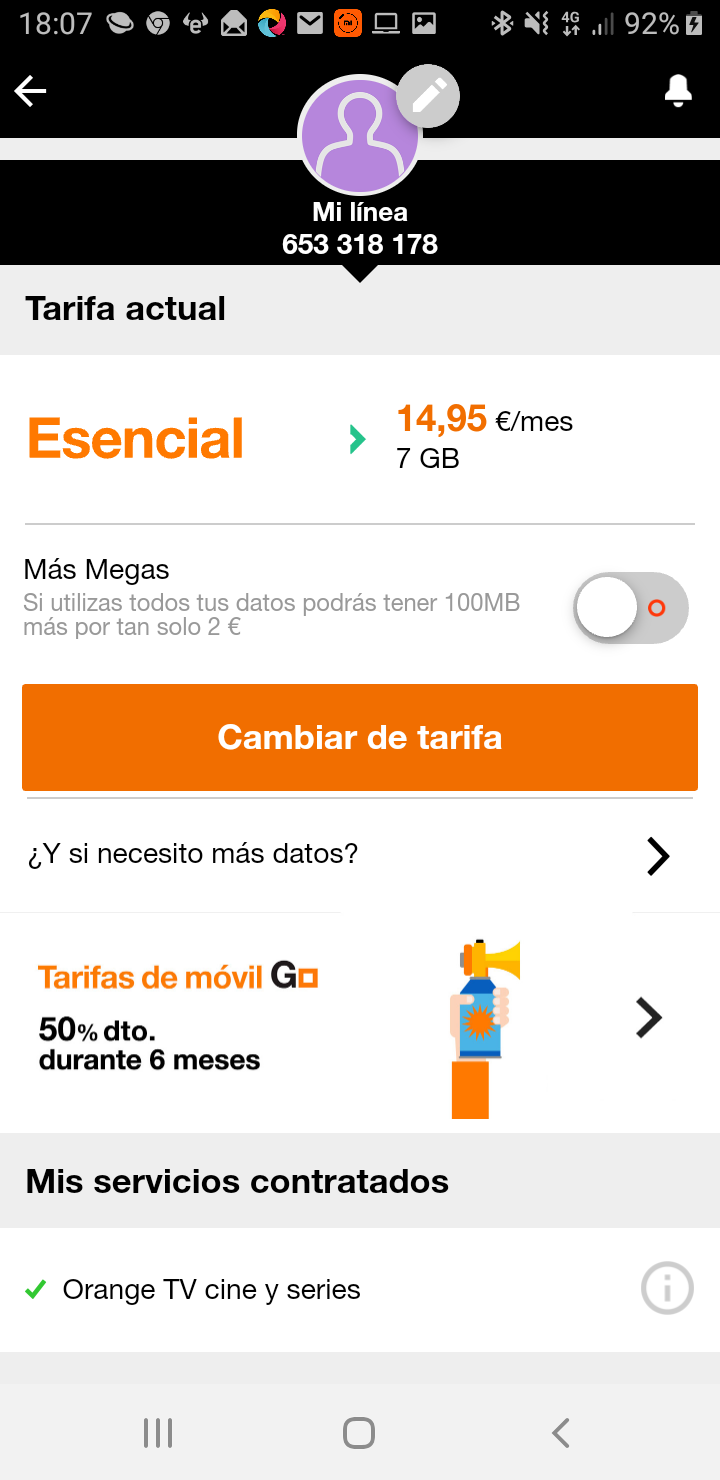 18:07 4G 92%
Mi línea
653 318 178
Tarifa actual
Esencial
14,95 €/mes
7 GB
Más Megas
Si utilizas todos tus datos podrás tener 100MB
más por tan solo 2 €
Cambiar de tarifa
¿Y si necesito más datos?
Tarifas de móvil Go
50% dto.
durante 6 meses
Mis servicios contratados
Orange TV cine y series